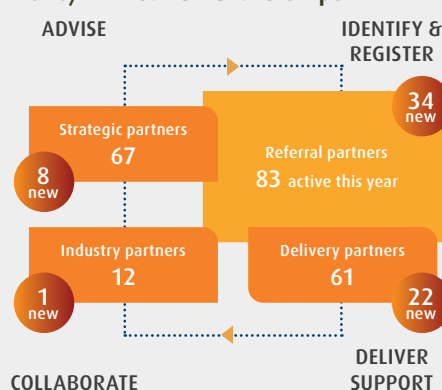 ADVISE
IDENTIFY &
REGISTER
34
new
Strategic partners
67
Referral partners
83 active this year
8
new
Industry partners
12
Delivery partners
61
1
new
22
new
DELIVER
SUPPORT
COLLABORATE